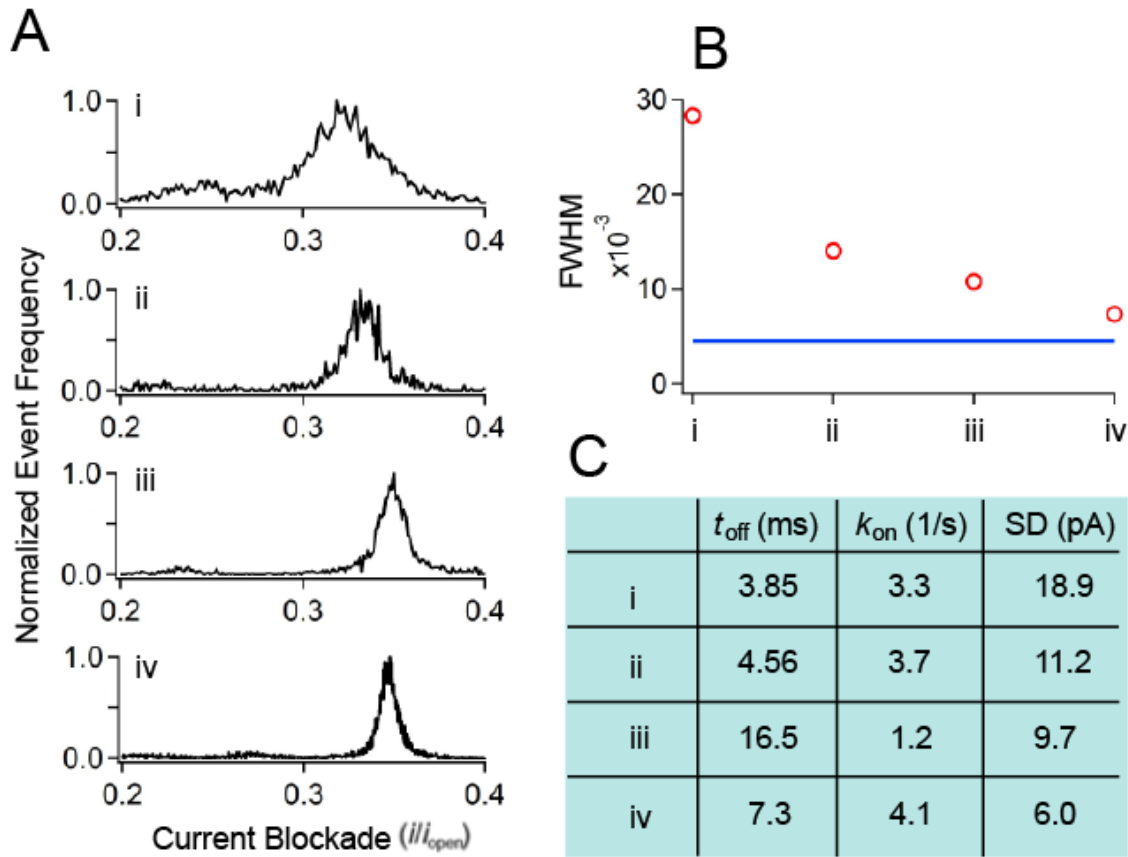 A
i
1.0
0.0
0.2 0.3 0.4
ii
1.0
0.0
0.2 0.3 0.4
iii
1.0
0.0
0.2 0.3 0.4
iv
1.0
0.0
0.2 0.3 0.4
Normalized Event Frequency
Current Blockade (i/iopen)
B
30
20
10
0
FWHM
x10-3
i ii iii iv
C
toff (ms) kon (1/s) SD (pA)
i 3.85 3.3 18.9
ii 4.56 3.7 11.2
iii 16.5 1.2 9.7
iv 7.3 4.1 6.0